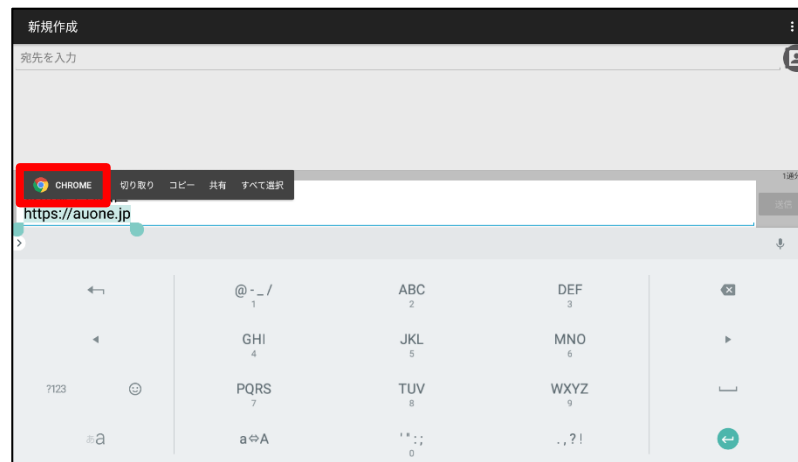 新規作成
宛先を入力
CHROME 切り取り コピー 共有 すべて選択
https://auone.jp
送信
@-_/ ABC DEF
1 2 3
GHI JKL MNO
4 5 6
?123 PQRS TUV WXYZ
7 8 9
あa a⇔A '":; .,?!
0